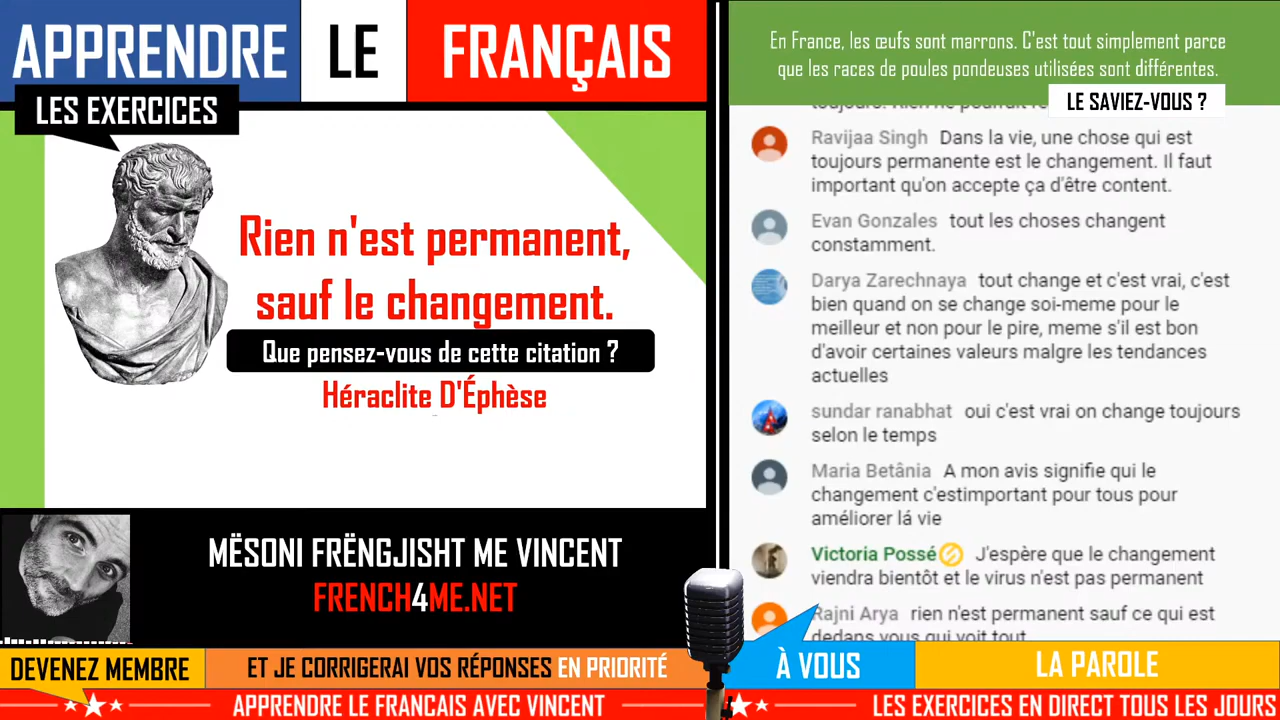 APPRENDRE LE FRANÇAIS
LES EXERCICES
Rien n'est permanent,
sauf le changement.
Que pensez-vous de cette citation ?
Héraclite D'Éphèse
MËSONI FRËNGJISHT ME VINCENT
FRENCH4ME.NET
En France, les œufs sont marrons. C'est tout simplement parce
que les races de poules pondeuses utilisées sont différentes.
LE SAVIEZ-VOUS ?
Ravijaa Singh Dans la vie, une chose qui est
toujours permanente est le changement. Il faut
important qu'on accepte ça d'être content.
Evan Gonzales tout les choses changent
constamment.
Darya Zarechnaya tout change et c'est vrai, c'est
bien quand on se change soi-meme pour le
meilleur et non pour le pire, meme s'il est bon
d'avoir certaines valeurs malgre les tendances
actuelles
sundar ranabhat oui c'est vrai on change toujours
selon le temps
Maria Betânia A mon avis signifie qui le
changement c'estimportant pour tous pour
améliorer lá vie
Victoria Possé J'espère que le changement
viendra bientôt et le virus n'est pas permanent
Rajni Arya rien n'est permanent sauf ce qui est
dedans vous qui voit tout
DEVENEZ MEMBRE ET JE CORRIGERAI VOS RÉPONSES EN PRIORITÉ
À VOUS LA PAROLE
APPRENDRE LE FRANCAIS AVEC VINCENT
LES EXERCICES EN DIRECT TOUS LES JOURS